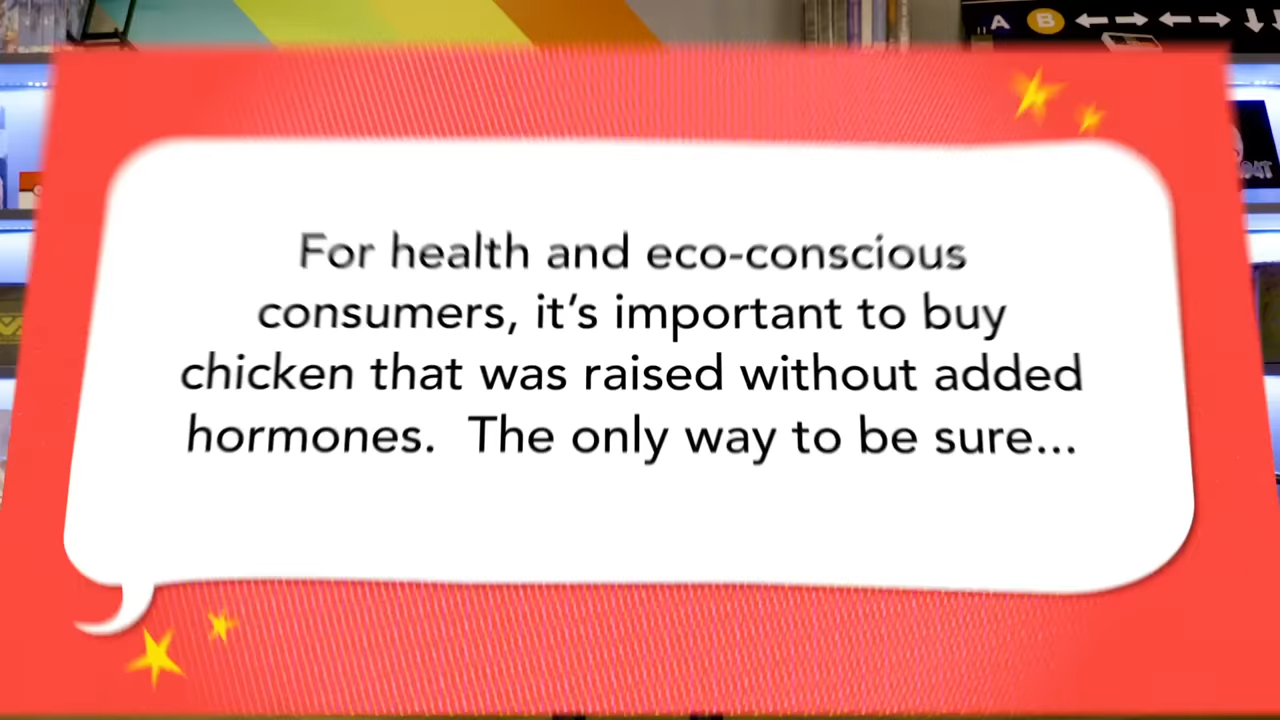 A B
For health and eco-conscious
consumers, it’s important to buy
chicken that was raised without added
hormones.  The only way to be sure...